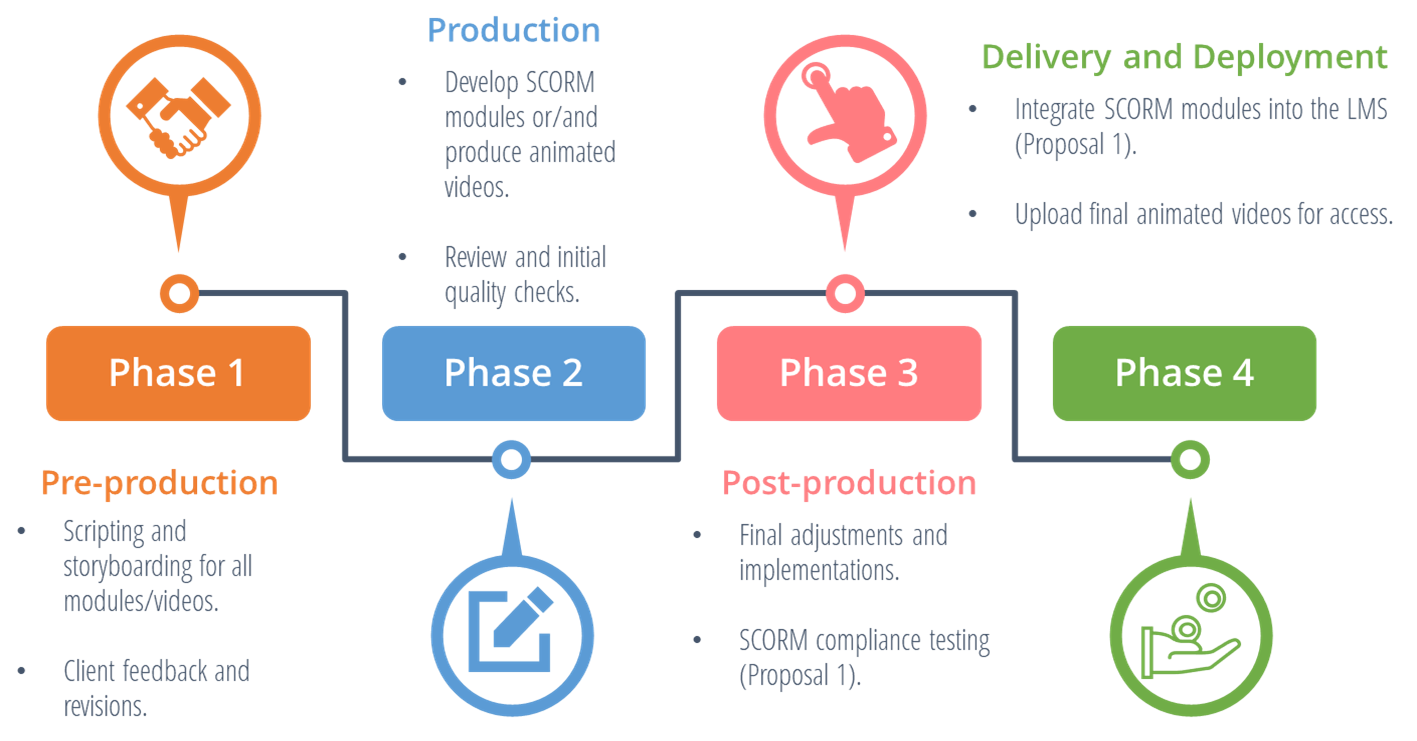 Production
• Develop SCORM
modules or/and
produce animated
videos.
• Review and initial
quality checks.
Delivery and Deployment
• Integrate SCORM modules into the LMS
(Proposal 1).
• Upload final animated videos for access.
Phase 1
Phase 2
Phase 3
Phase 4
Pre-production
• Scripting and
storyboarding for all
modules/videos.
• Client feedback and
revisions.
Post-production
• Final adjustments and
implementations.
• SCORM compliance testing
(Proposal 1).